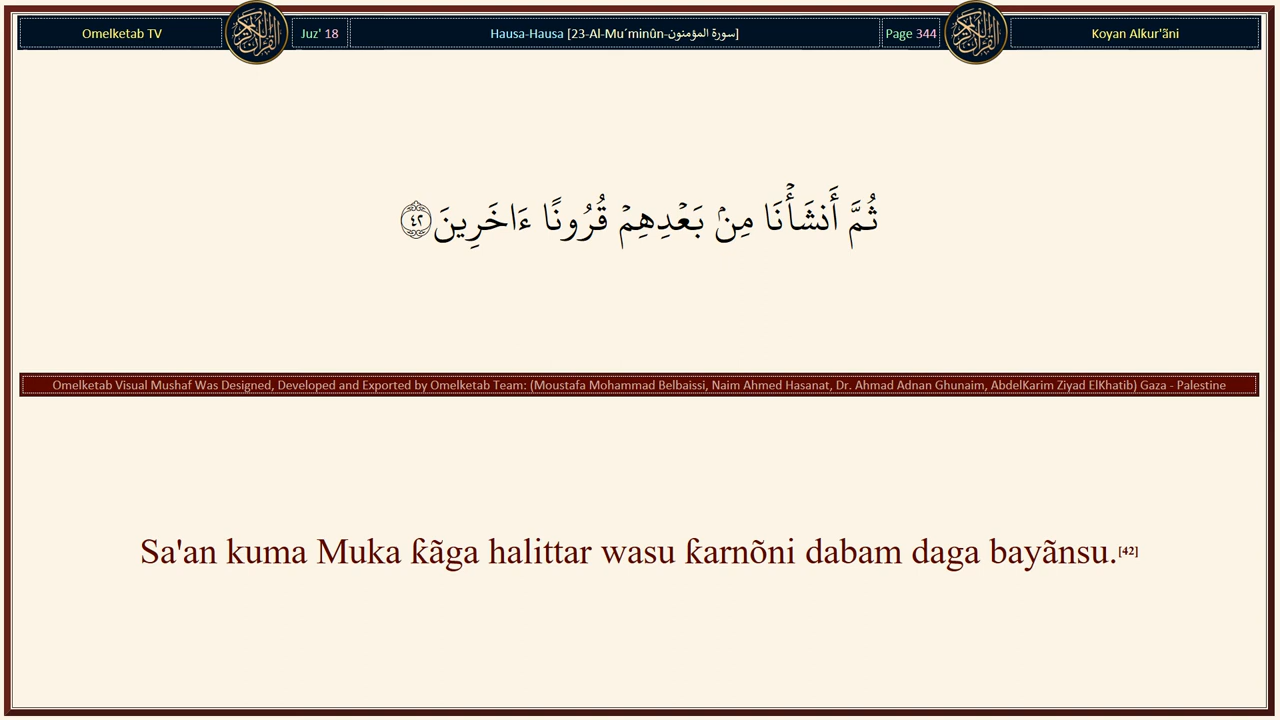 Omelketab TV
Juz' 18
Hausa-Hausa [23-Al-Mu´minûn-سورة المؤمنون]
Page 344
Koyan Alƙur'ãni
ثُمَّ أَنشَأۡنَا مِنۢ بَعۡدِهِمۡ قُرُونًا ءَاخَرِينَ ٤٢
Omelketab Visual Mushaf Was Designed, Developed and Exported by Omelketab Team: (Moustafa Mohammad Belbaissi, Naim Ahmed Hasanat, Dr. Ahmad Adnan Ghunaim, AbdelKarim Ziyad ElKhatib) Gaza - Palestine
Sa'an kuma Muka ƙãga halittar wasu ƙarnõni dabam daga bayãnsu.[42]